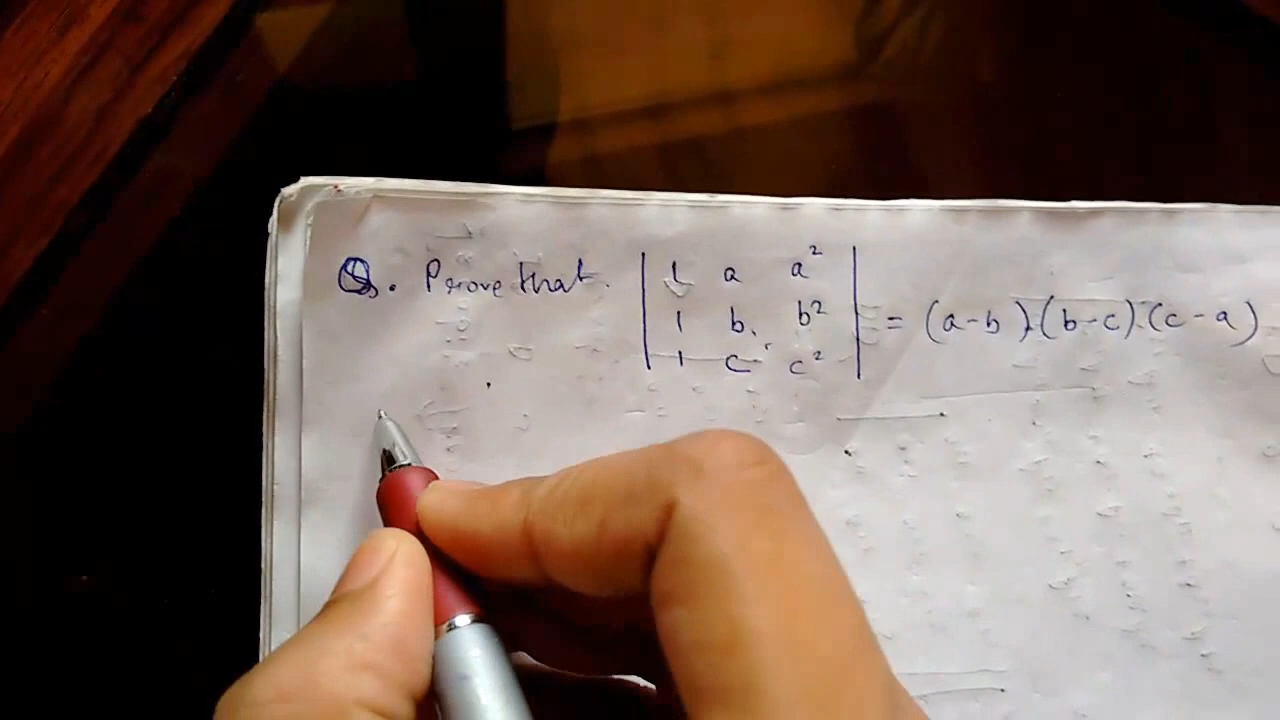 Q. Prove that. | 1 a a² |
| 1 b. b² | = (a-b).(b-c).(c-a)
| 1 c c² |